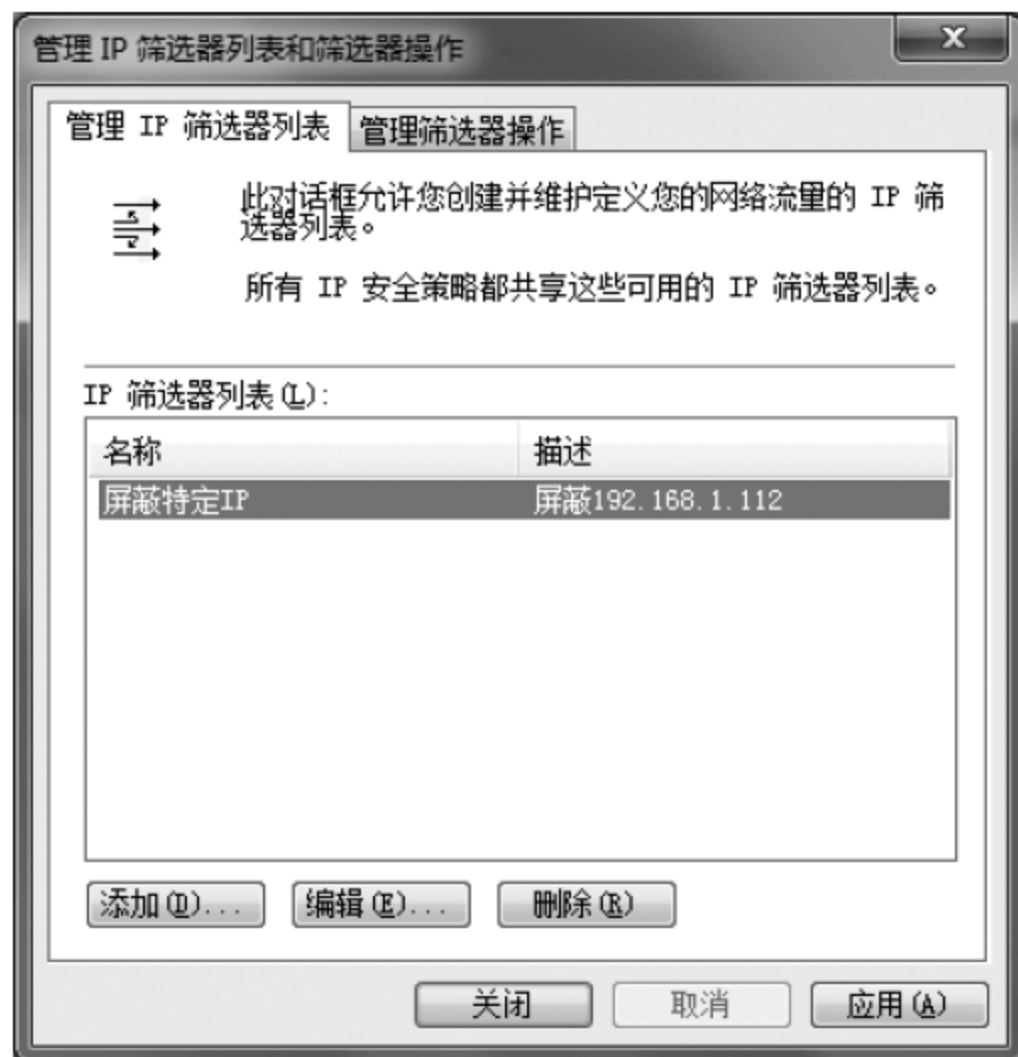 管理 IP 筛选器列表和筛选器操作
管理 IP 筛选器列表
管理筛选器操作
此对话框允许您创建并维护定义您的网络流量的 IP 筛
选器列表。
所有 IP 安全策略都共享这些可用的 IP 筛选器列表。
IP 筛选器列表(L):
名称 描述
屏蔽特定IP 屏蔽192.168.1.112
添加(D)... 编辑(E)... 删除(R)
关闭 取消 应用(A)